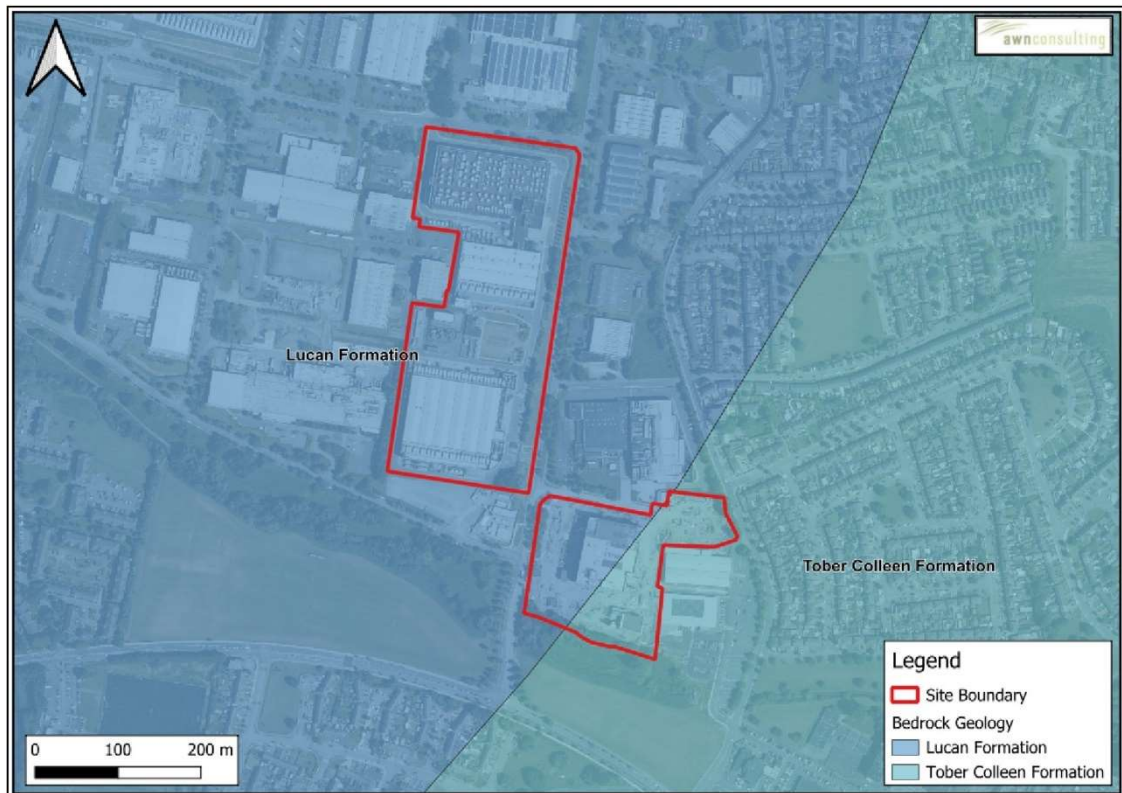 awnconsulting
Lucan Formation
Tober Colleen Formation
Legend
Site Boundary
Bedrock Geology
Lucan Formation
Tober Colleen Formation
0 100 200 m